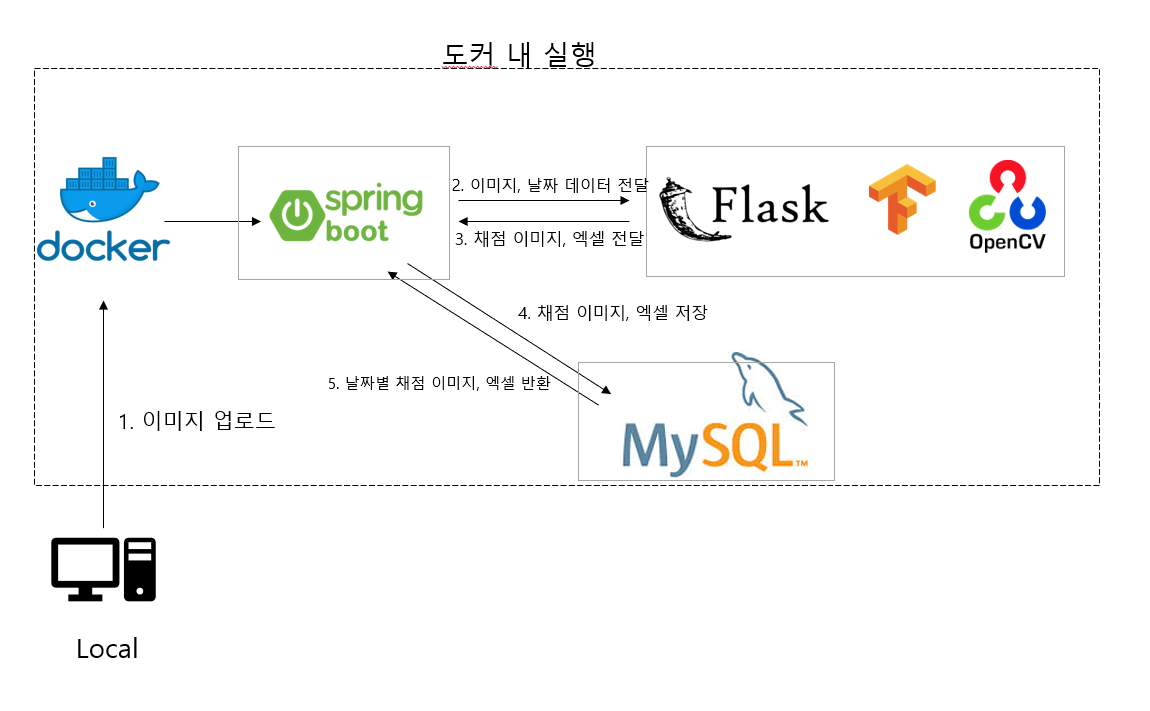 도커 내 실행
docker
spring
boot
2. 이미지, 날짜 데이터 전달
3. 채점 이미지, 엑셀 전달
Flask
OpenCV
4. 채점 이미지, 엑셀 저장
5. 날짜별 채점 이미지, 엑셀 반환
MySQL™
1. 이미지 업로드
Local